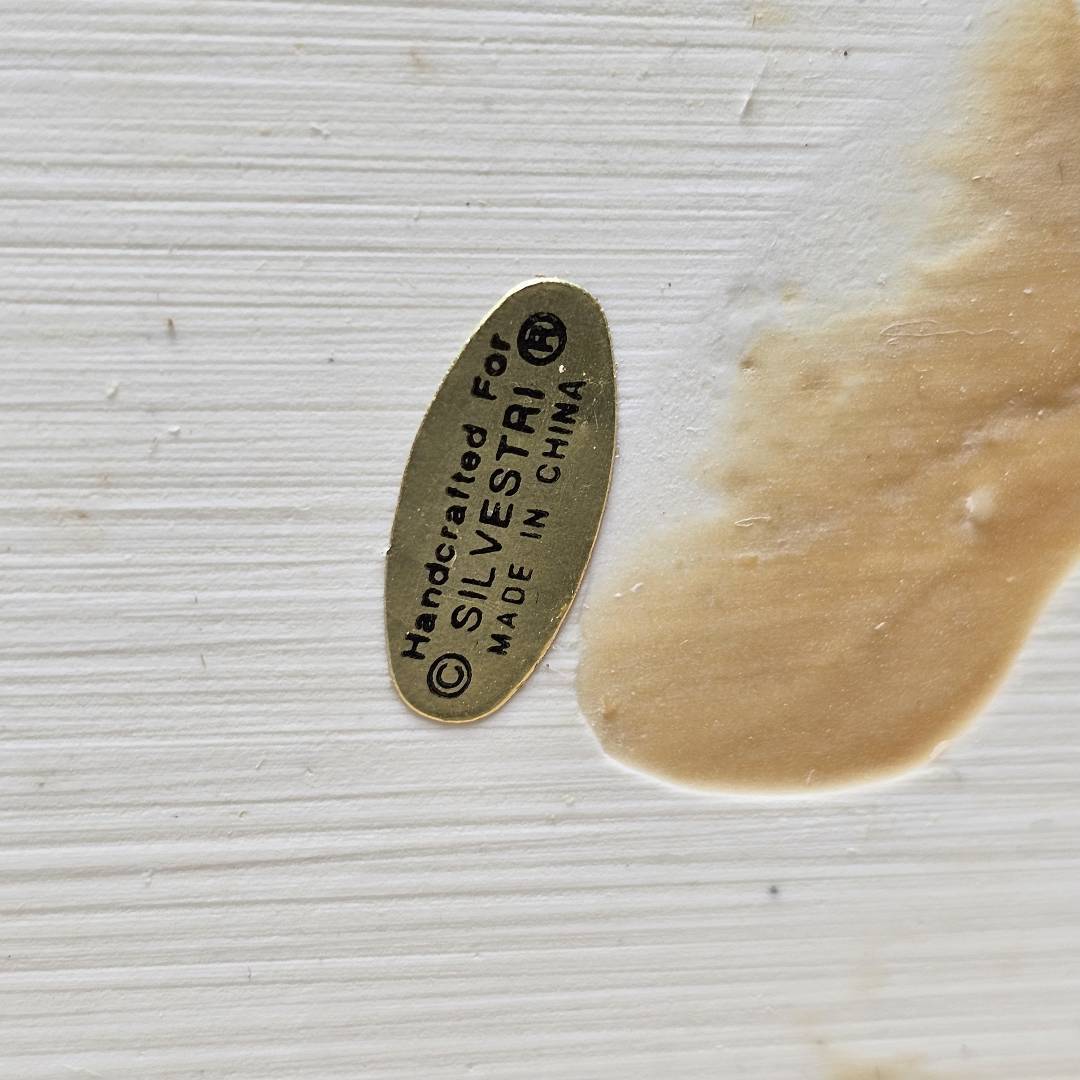 Handcrafted For
© SILVESTRI ®
MADE IN CHINA